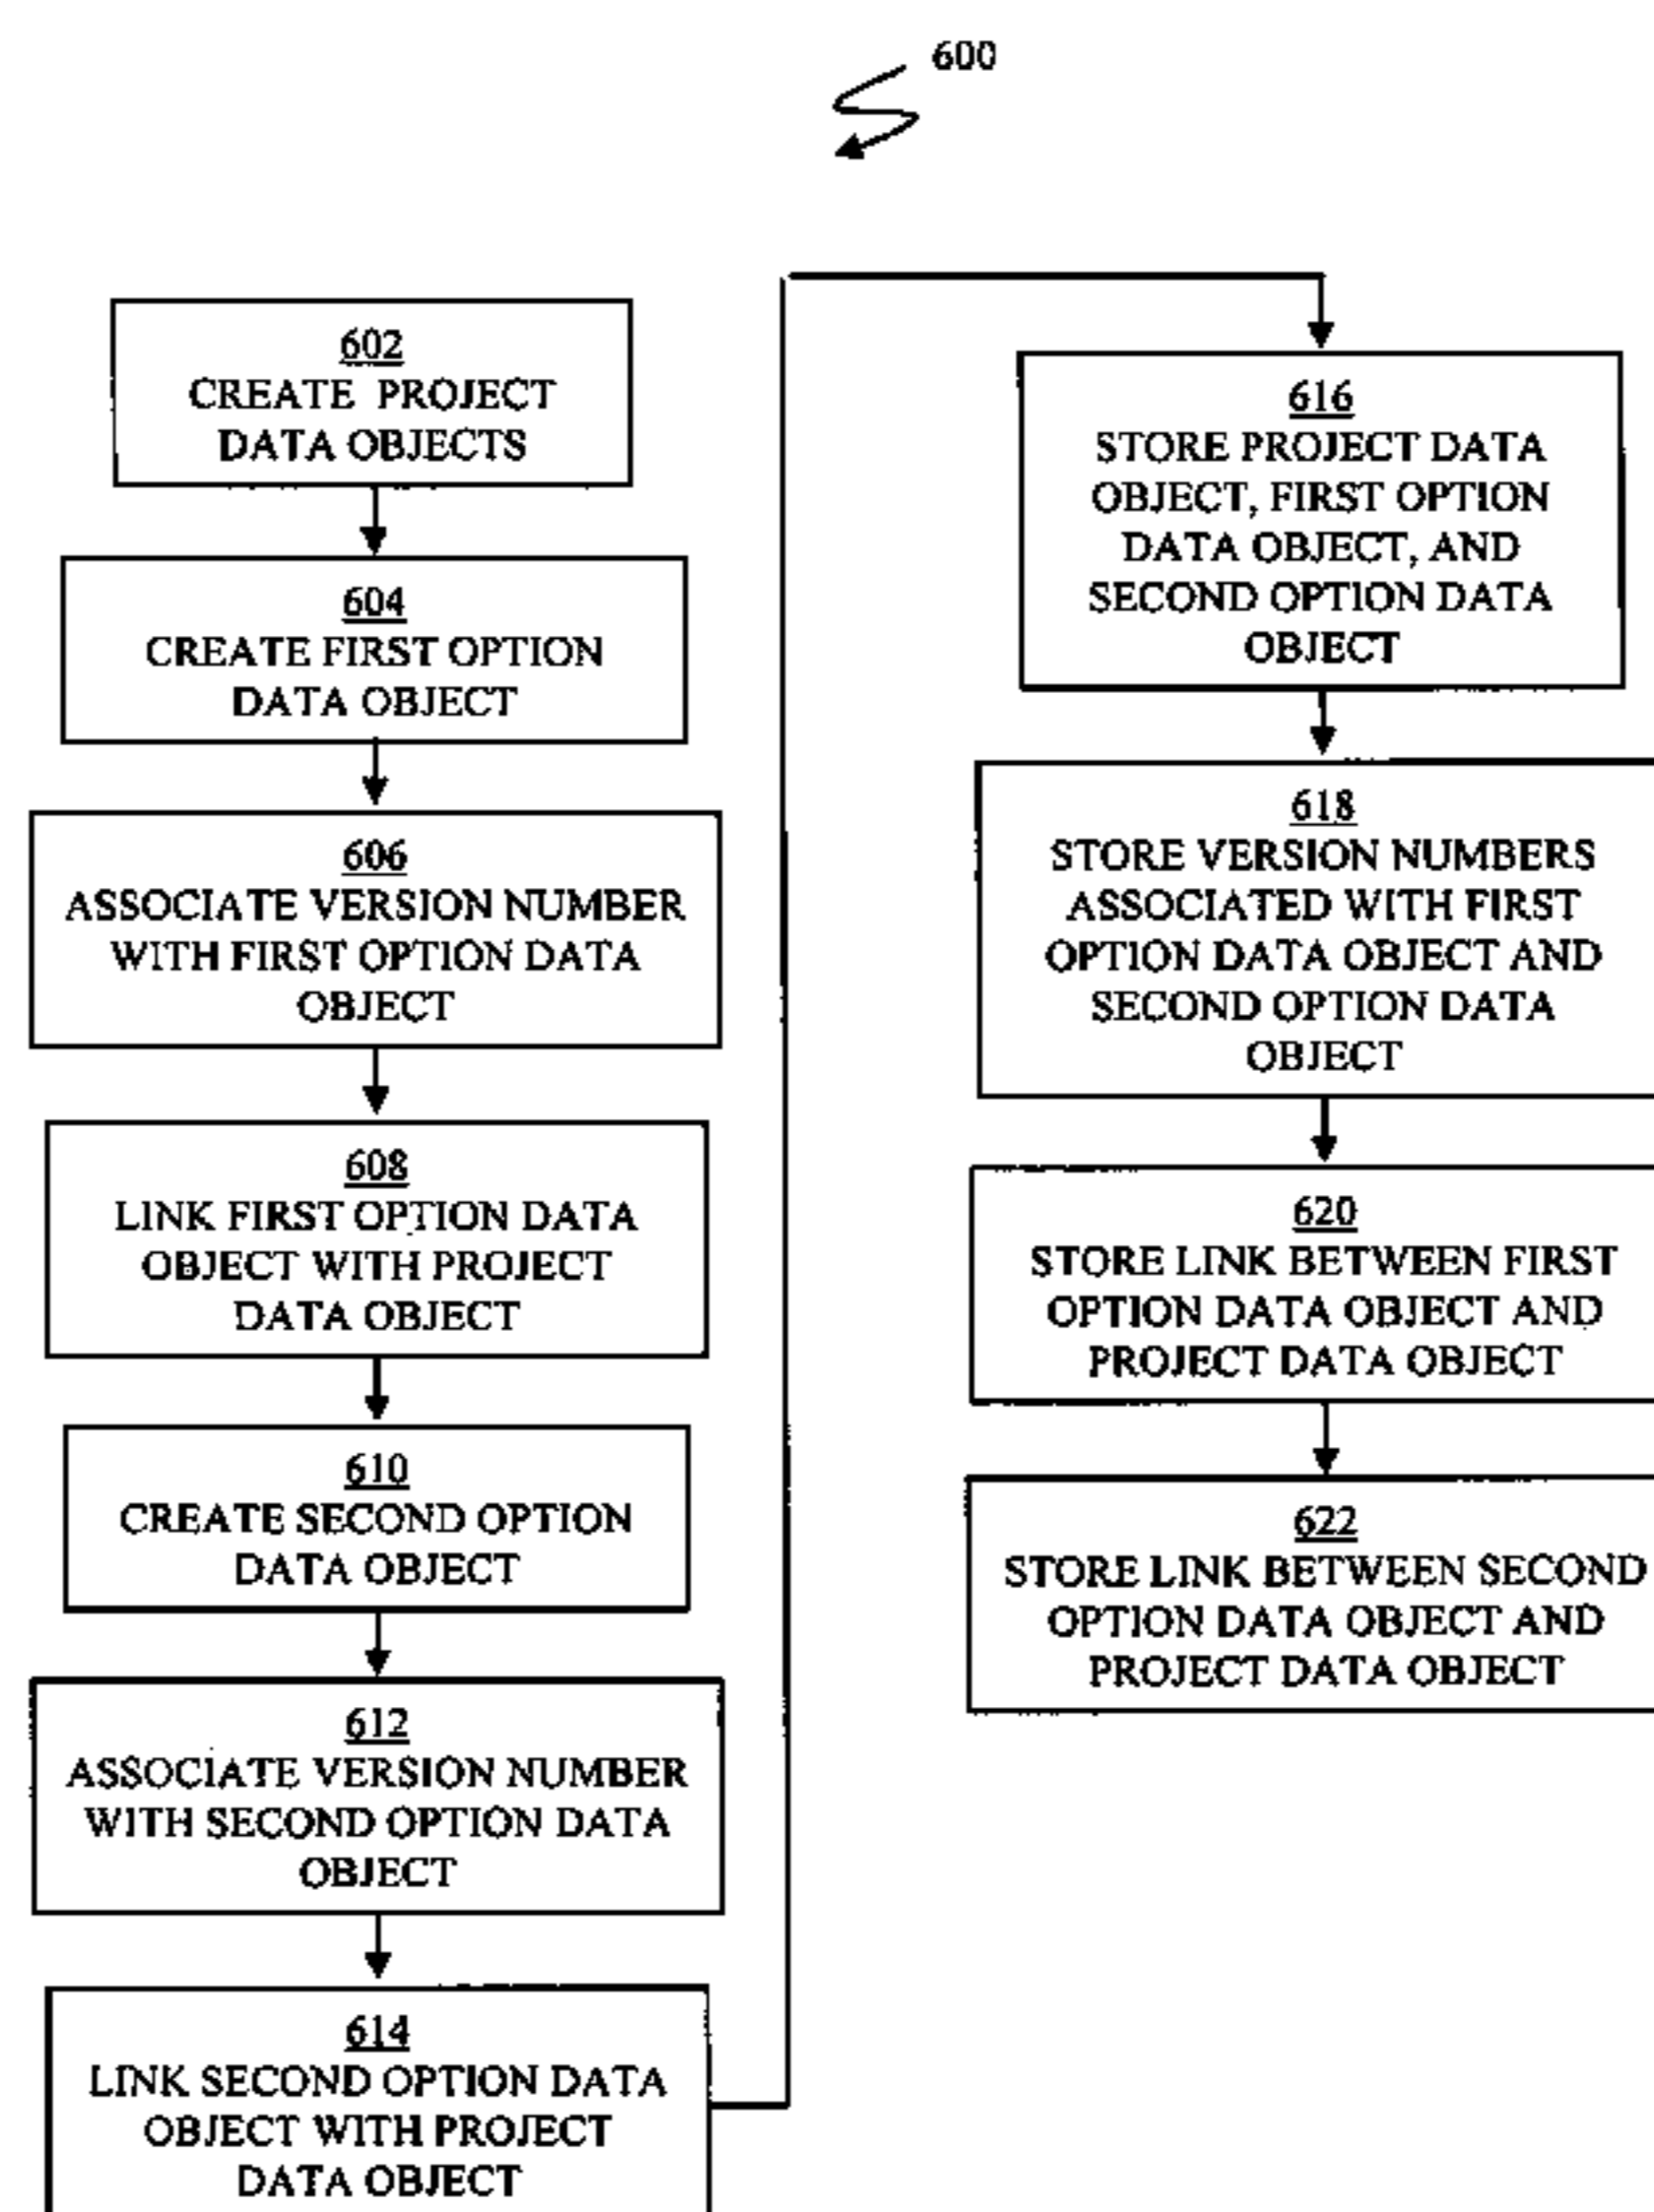 600
602
CREATE PROJECT
DATA OBJECTS
604
CREATE FIRST OPTION
DATA OBJECT
606
ASSOCIATE VERSION NUMBER
WITH FIRST OPTION DATA
OBJECT
608
LINK FIRST OPTION DATA
OBJECT WITH PROJECT
DATA OBJECT
610
CREATE SECOND OPTION
DATA OBJECT
612
ASSOCIATE VERSION NUMBER
WITH SECOND OPTION DATA
OBJECT
614
LINK SECOND OPTION DATA
OBJECT WITH PROJECT
DATA OBJECT
616
STORE PROJECT DATA
OBJECT, FIRST OPTION
DATA OBJECT, AND
SECOND OPTION DATA
OBJECT
618
STORE VERSION NUMBERS
ASSOCIATED WITH FIRST
OPTION DATA OBJECT AND
SECOND OPTION DATA
OBJECT
620
STORE LINK BETWEEN FIRST
OPTION DATA OBJECT AND
PROJECT DATA OBJECT
622
STORE LINK BETWEEN SECOND
OPTION DATA OBJECT AND
PROJECT DATA OBJECT